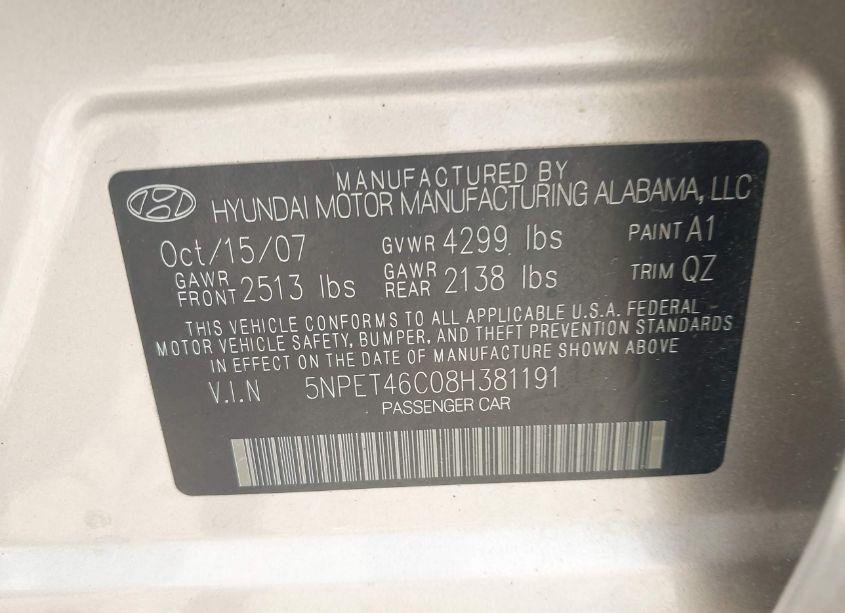 MANUFACTURED BY
HYUNDAI MOTOR MANUFACTURING ALABAMA, LLC
Oct/15/07 GVWR 4299 lbs PAINT A1
GAWR FRONT 2513 lbs GAWR REAR 2138 lbs TRIM QZ
THIS VEHICLE CONFORMS TO ALL APPLICABLE U.S.A. FEDERAL
MOTOR VEHICLE SAFETY, BUMPER, AND THEFT PREVENTION STANDARDS
IN EFFECT ON THE DATE OF MANUFACTURE SHOWN ABOVE
V.I.N 5NPET46C08H381191
PASSENGER CAR